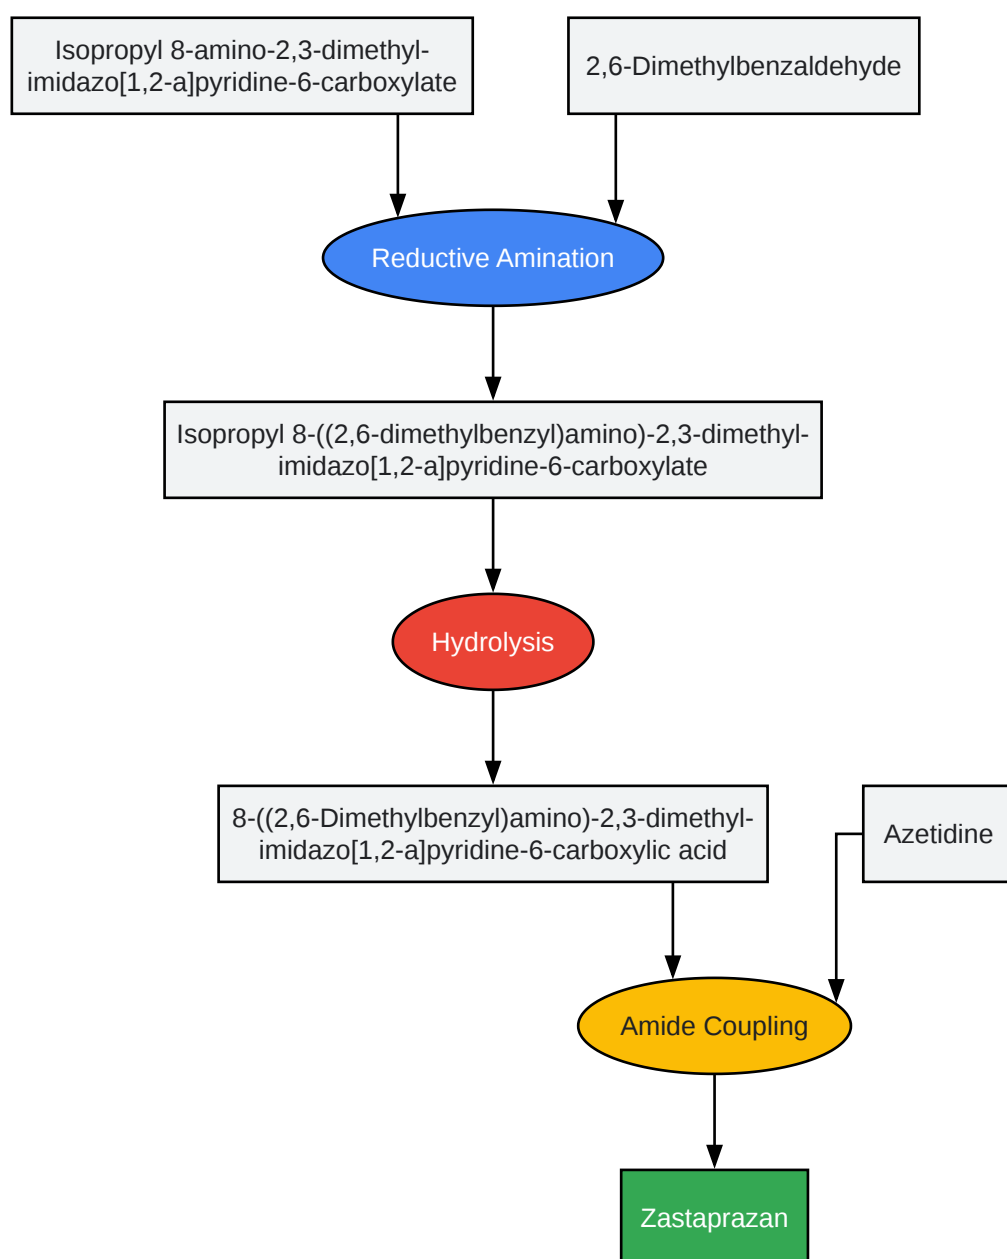 Isopropyl 8-amino-2,3-dimethyl-
imidazo[1,2-a]pyridine-6-carboxylate
2,6-Dimethylbenzaldehyde
Reductive Amination
Isopropyl 8-((2,6-dimethylbenzyl)amino)-2,3-dimethyl-
imidazo[1,2-a]pyridine-6-carboxylate
Hydrolysis
8-((2,6-Dimethylbenzyl)amino)-2,3-dimethyl-
imidazo[1,2-a]pyridine-6-carboxylic acid
Azetidine
Amide Coupling
Zastaprazan